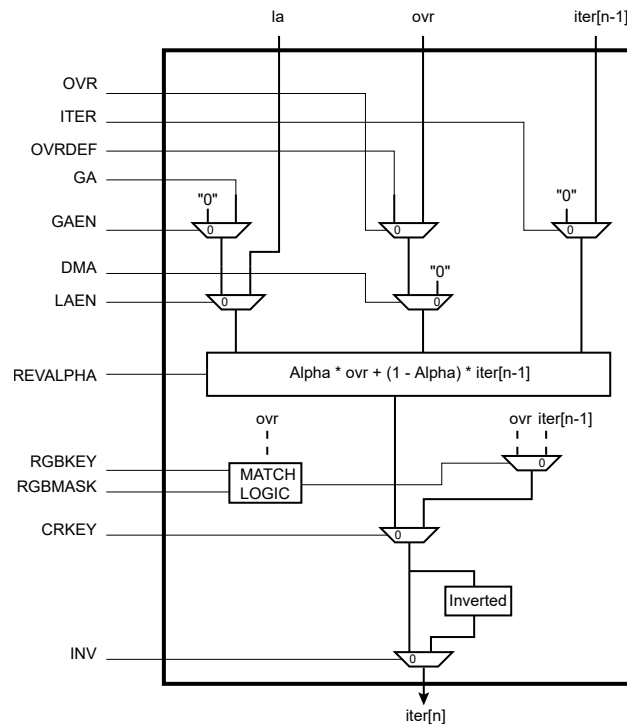 la ovr iter[n-1]
OVR
ITER
OVRDEF
GA
"0" "0"
GAEN 0 0 0
DMA "0"
LAEN 0 0
REVALPHA Alpha * ovr + (1 - Alpha) * iter[n-1]
ovr ovr iter[n-1]
RGBKEY MATCH 0
RGBMASK LOGIC
CRKEY 0
Inverted
INV 0
iter[n]